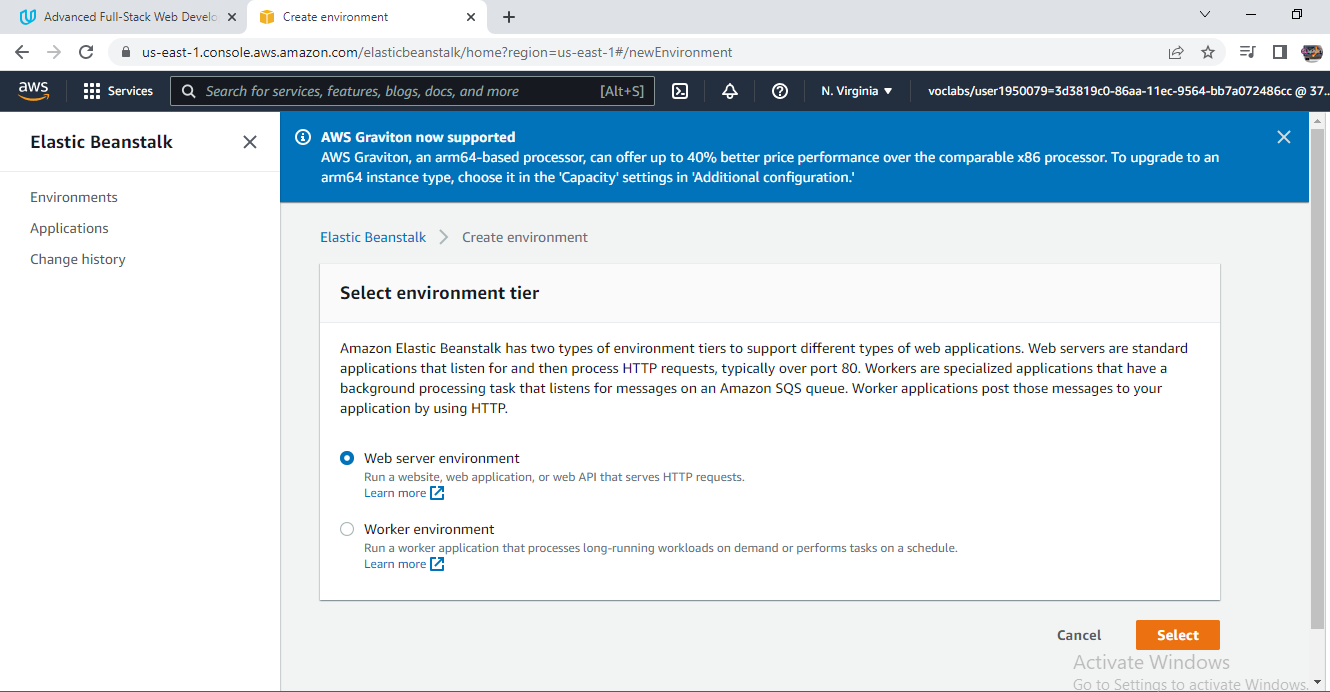 Advanced Full-Stack Web Develo
Create environment
us-east-1.console.aws.amazon.com/elasticbeanstalk/home?region=us-east-1#/newEnvironment
aws
Services
Search for services, features, blogs, docs, and more
[Alt+S]
N. Virginia
voclabs/user1950079=3d3819c0-86aa-11ec-9564-bb7a072486cc @ 37..
Elastic Beanstalk
Environments
Applications
Change history
AWS Graviton now supported
AWS Graviton, an arm64-based processor, can offer up to 40% better price performance over the comparable x86 processor. To upgrade to an
arm64 instance type, choose it in the 'Capacity' settings in 'Additional configuration.'
Elastic Beanstalk
Create environment
Select environment tier
Amazon Elastic Beanstalk has two types of environment tiers to support different types of web applications. Web servers are standard
applications that listen for and then process HTTP requests, typically over port 80. Workers are specialized applications that have a
background processing task that listens for messages on an Amazon SQS queue. Worker applications post those messages to your
application by using HTTP.
Web server environment
Run a website, web application, or web API that serves HTTP requests.
Learn more
Worker environment
Run a worker application that processes long-running workloads on demand or performs tasks on a schedule.
Learn more
Cancel
Select
Activate Windows
Go to Settings to activate Windows.